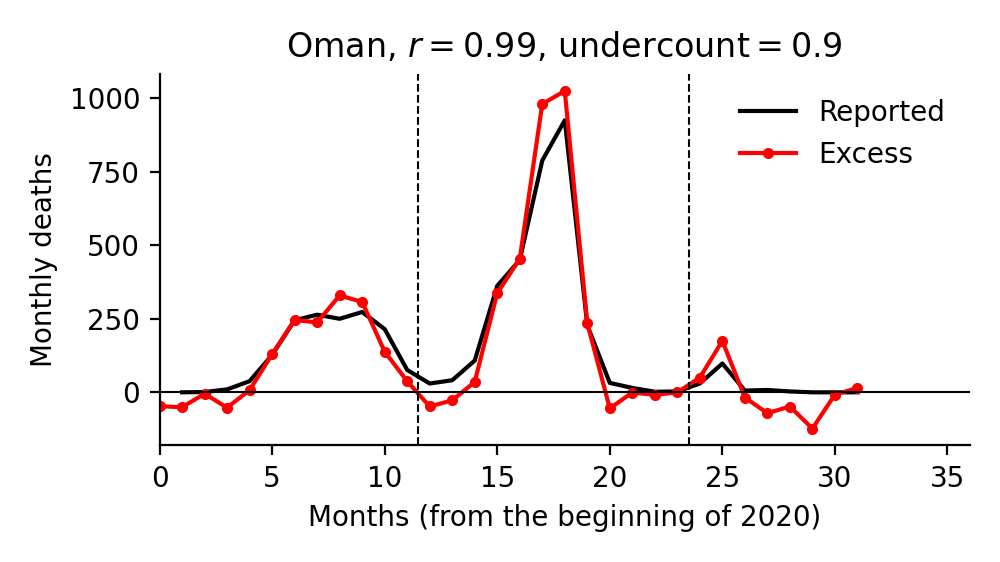 Oman, r = 0.99, undercount = 0.9
Reported
Excess
Monthly deaths
1000
750
500
250
0
0 5 10 15 20 25 30 35
Months (from the beginning of 2020)